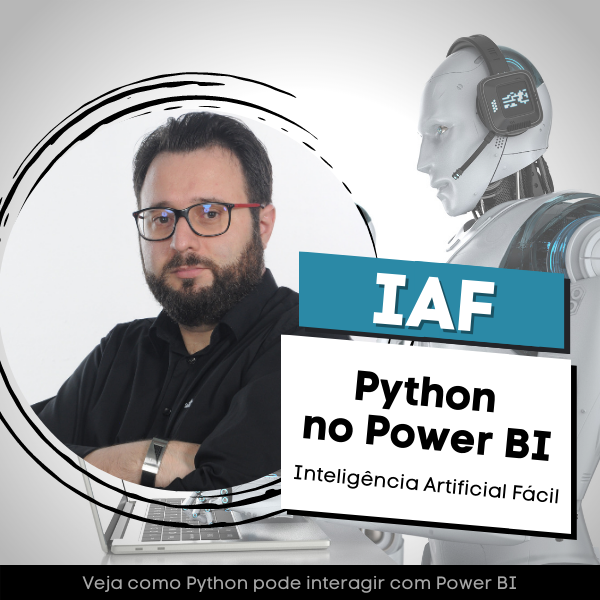 IAF
Python
no Power BI
Inteligência Artificial Fácil
Veja como Python pode interagir com Power BI